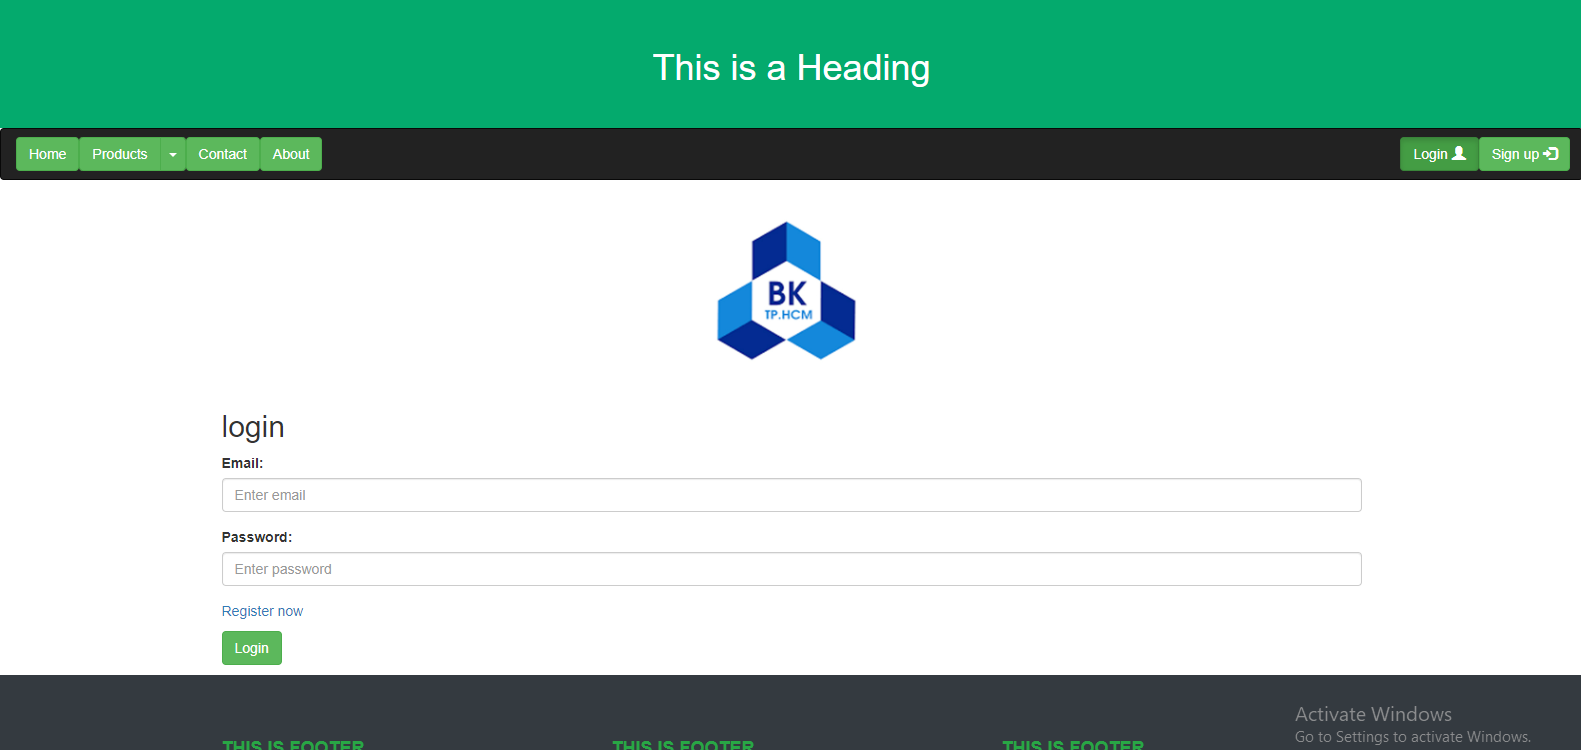 This is a Heading
Home Products Contact About Login Sign up
BK
TP.HCM
login
Email:
Enter email
Password:
Enter password
Register now
Login
Activate Windows
Go to Settings to activate Windows.
THIS IS FOOTER THIS IS FOOTER THIS IS FOOTER